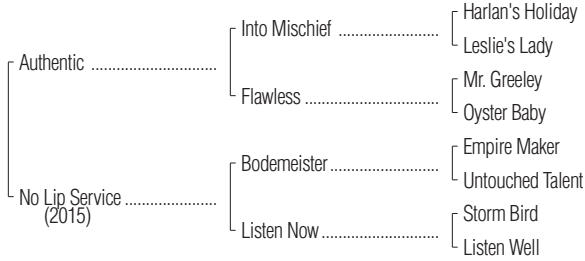 Harlan's Holiday
Into Mischief ........................
Leslie's Lady
Authentic ..............................
Mr. Greeley
Flawless ................................
Oyster Baby
Empire Maker
Bodemeister..........................
Untouched Talent
No Lip Service ......................
(2015)
Storm Bird
Listen Now ............................
Listen Well